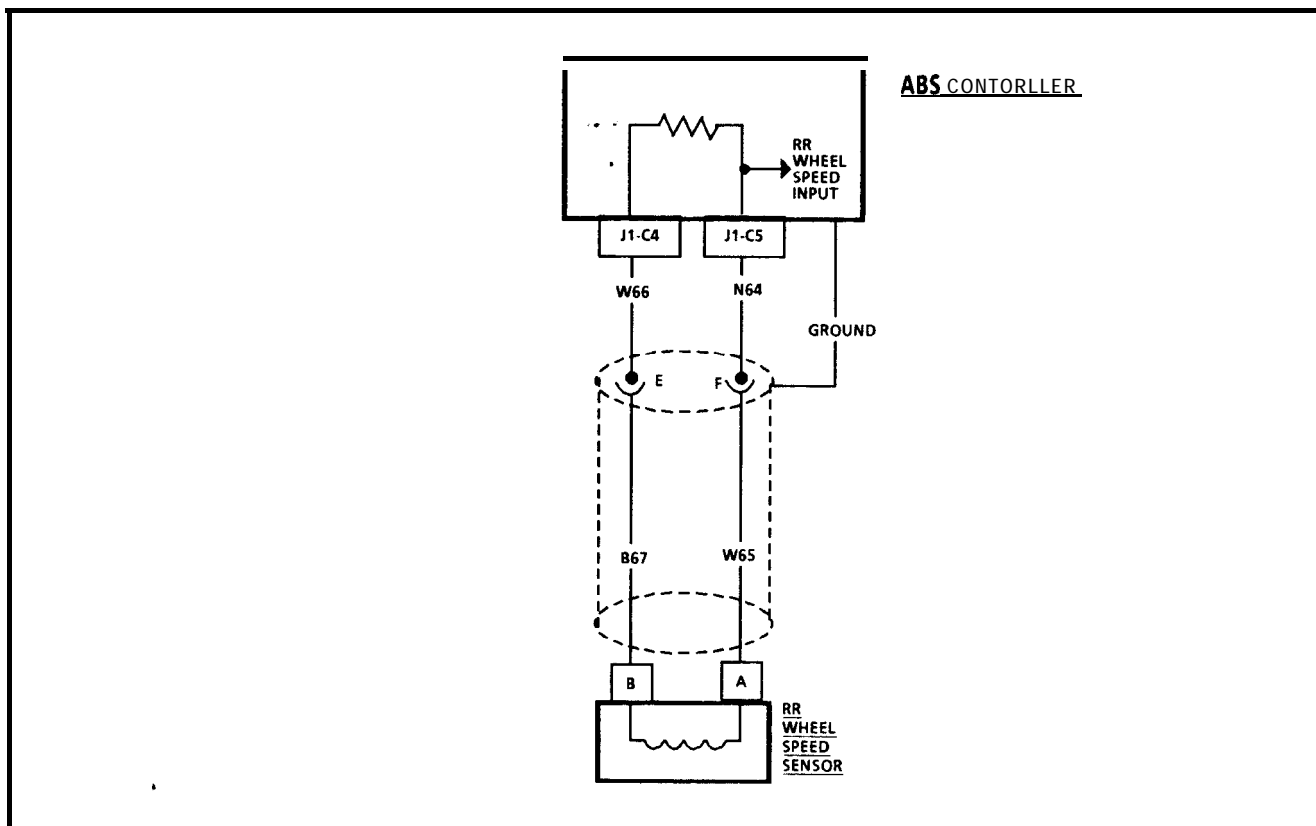 ABS CONTORLLER
RR
WHEEL
SPEED
INPUT
J1-C4
J1-C5
W66
N64
GROUND
E
F
B67
W65
B
A
RR
WHEEL
SPEED
SENSOR